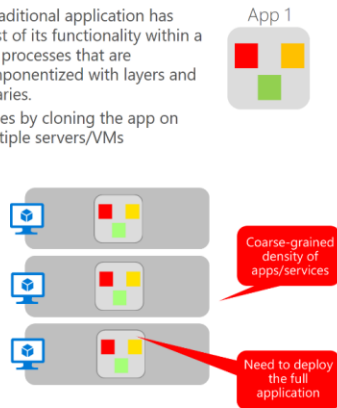 aditional application has
st of its functionality within a
processes that are
mponentized with layers and
aries.
es by cloning the app on
tiple servers/VMs
App 1
Coarse-grained
density of
apps/services
Need to deploy
the full
application